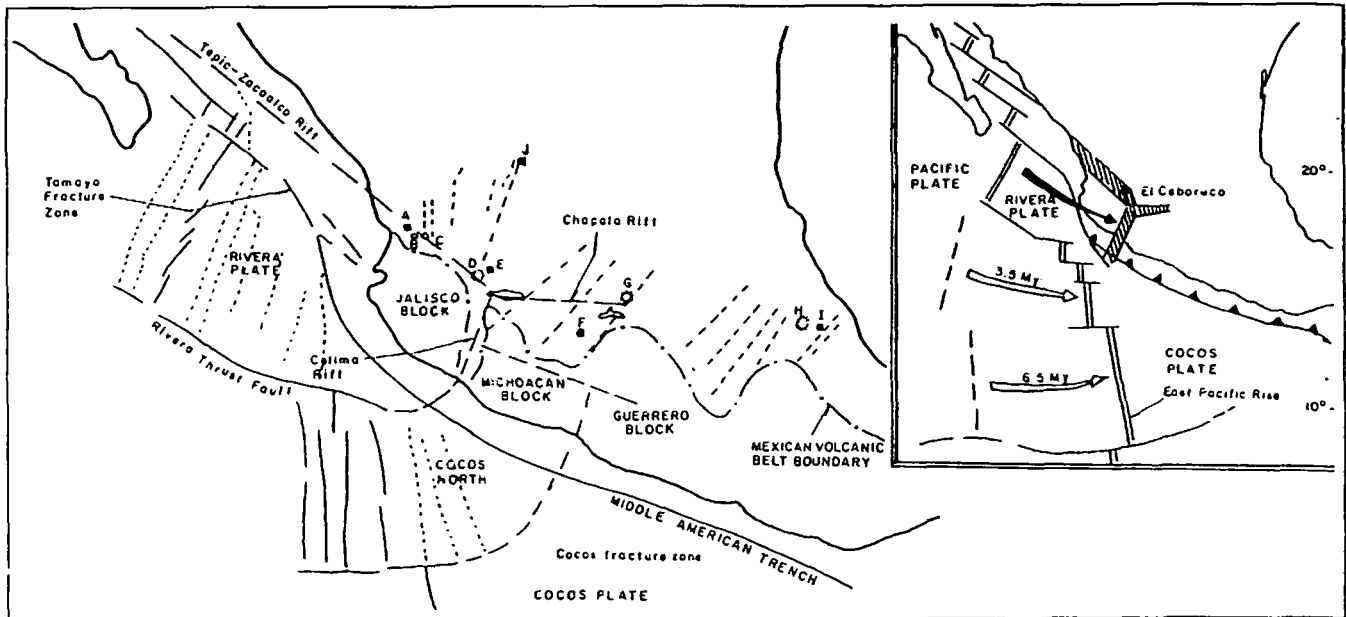 Tepic-Zacoalco Rift
Tamayo
Fracture
Zone
RIVERA
PLATE
Rivera Thrust Fault
JALISCO
BLOCK
Colima
Rift
MICHOACAN
BLOCK
GUERRERO
BLOCK
Chapala Rift
A
C
D
E
F
G
H
I
J
MEXICAN VOLCANIC
BELT BOUNDARY
COCOS
NORTH
MIDDLE AMERICAN TRENCH
Cocos fracture zone
COCOS PLATE
PACIFIC
PLATE
RIVERA
PLATE
El Ceboruco
20°
3.5 My
6.5 My
COCOS
PLATE
East Pacific Rise
10°